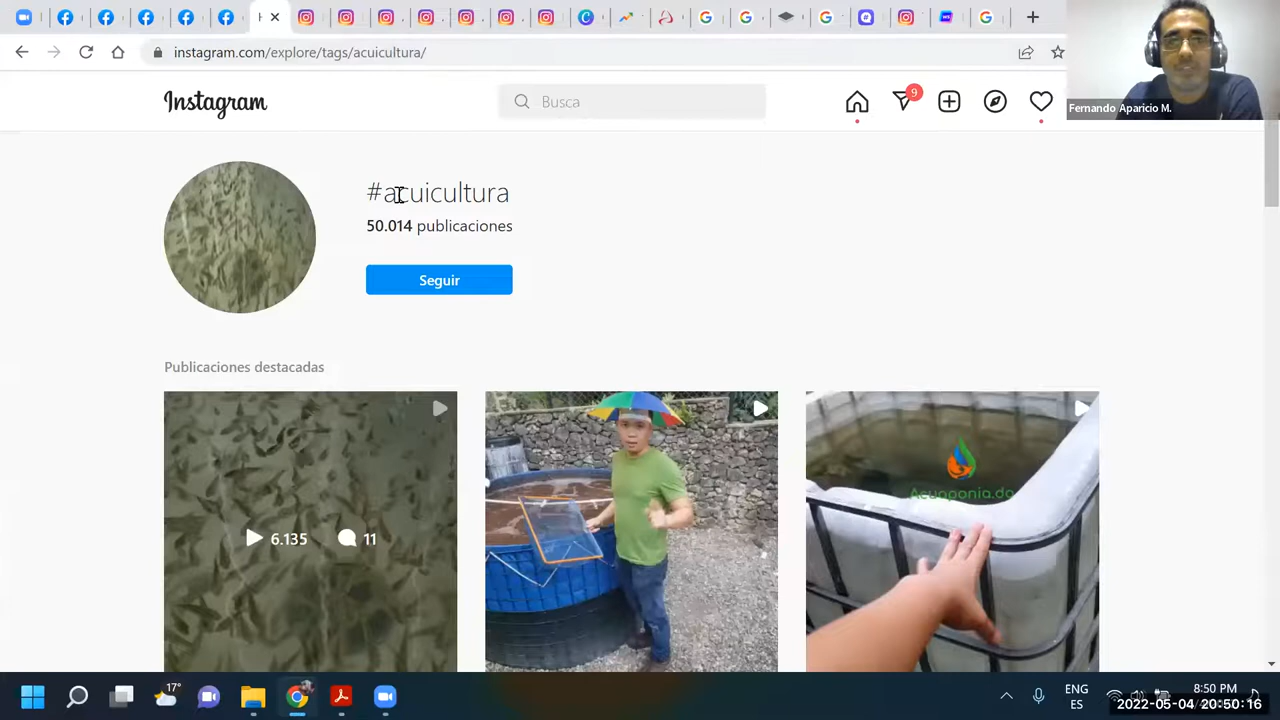 instagram.com/explore/tags/acuicultura/
Instagram
Busca
9
Fernando Aparicio M.
#acuicultura
50.014 publicaciones
Seguir
Publicaciones destacadas
6.135 11
Acuaponia.do
17°
ENG
ES
8:50 PM
2022-05-04 20:50:16